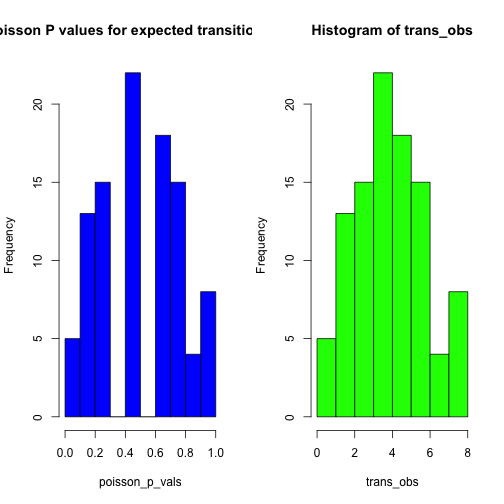 oisson P values for expected transitio
Histogram of trans_obs
Frequency
0
5
10
15
20
0.0 0.2 0.4 0.6 0.8 1.0
poisson_p_vals
Frequency
0
5
10
15
20
0 2 4 6 8
trans_obs